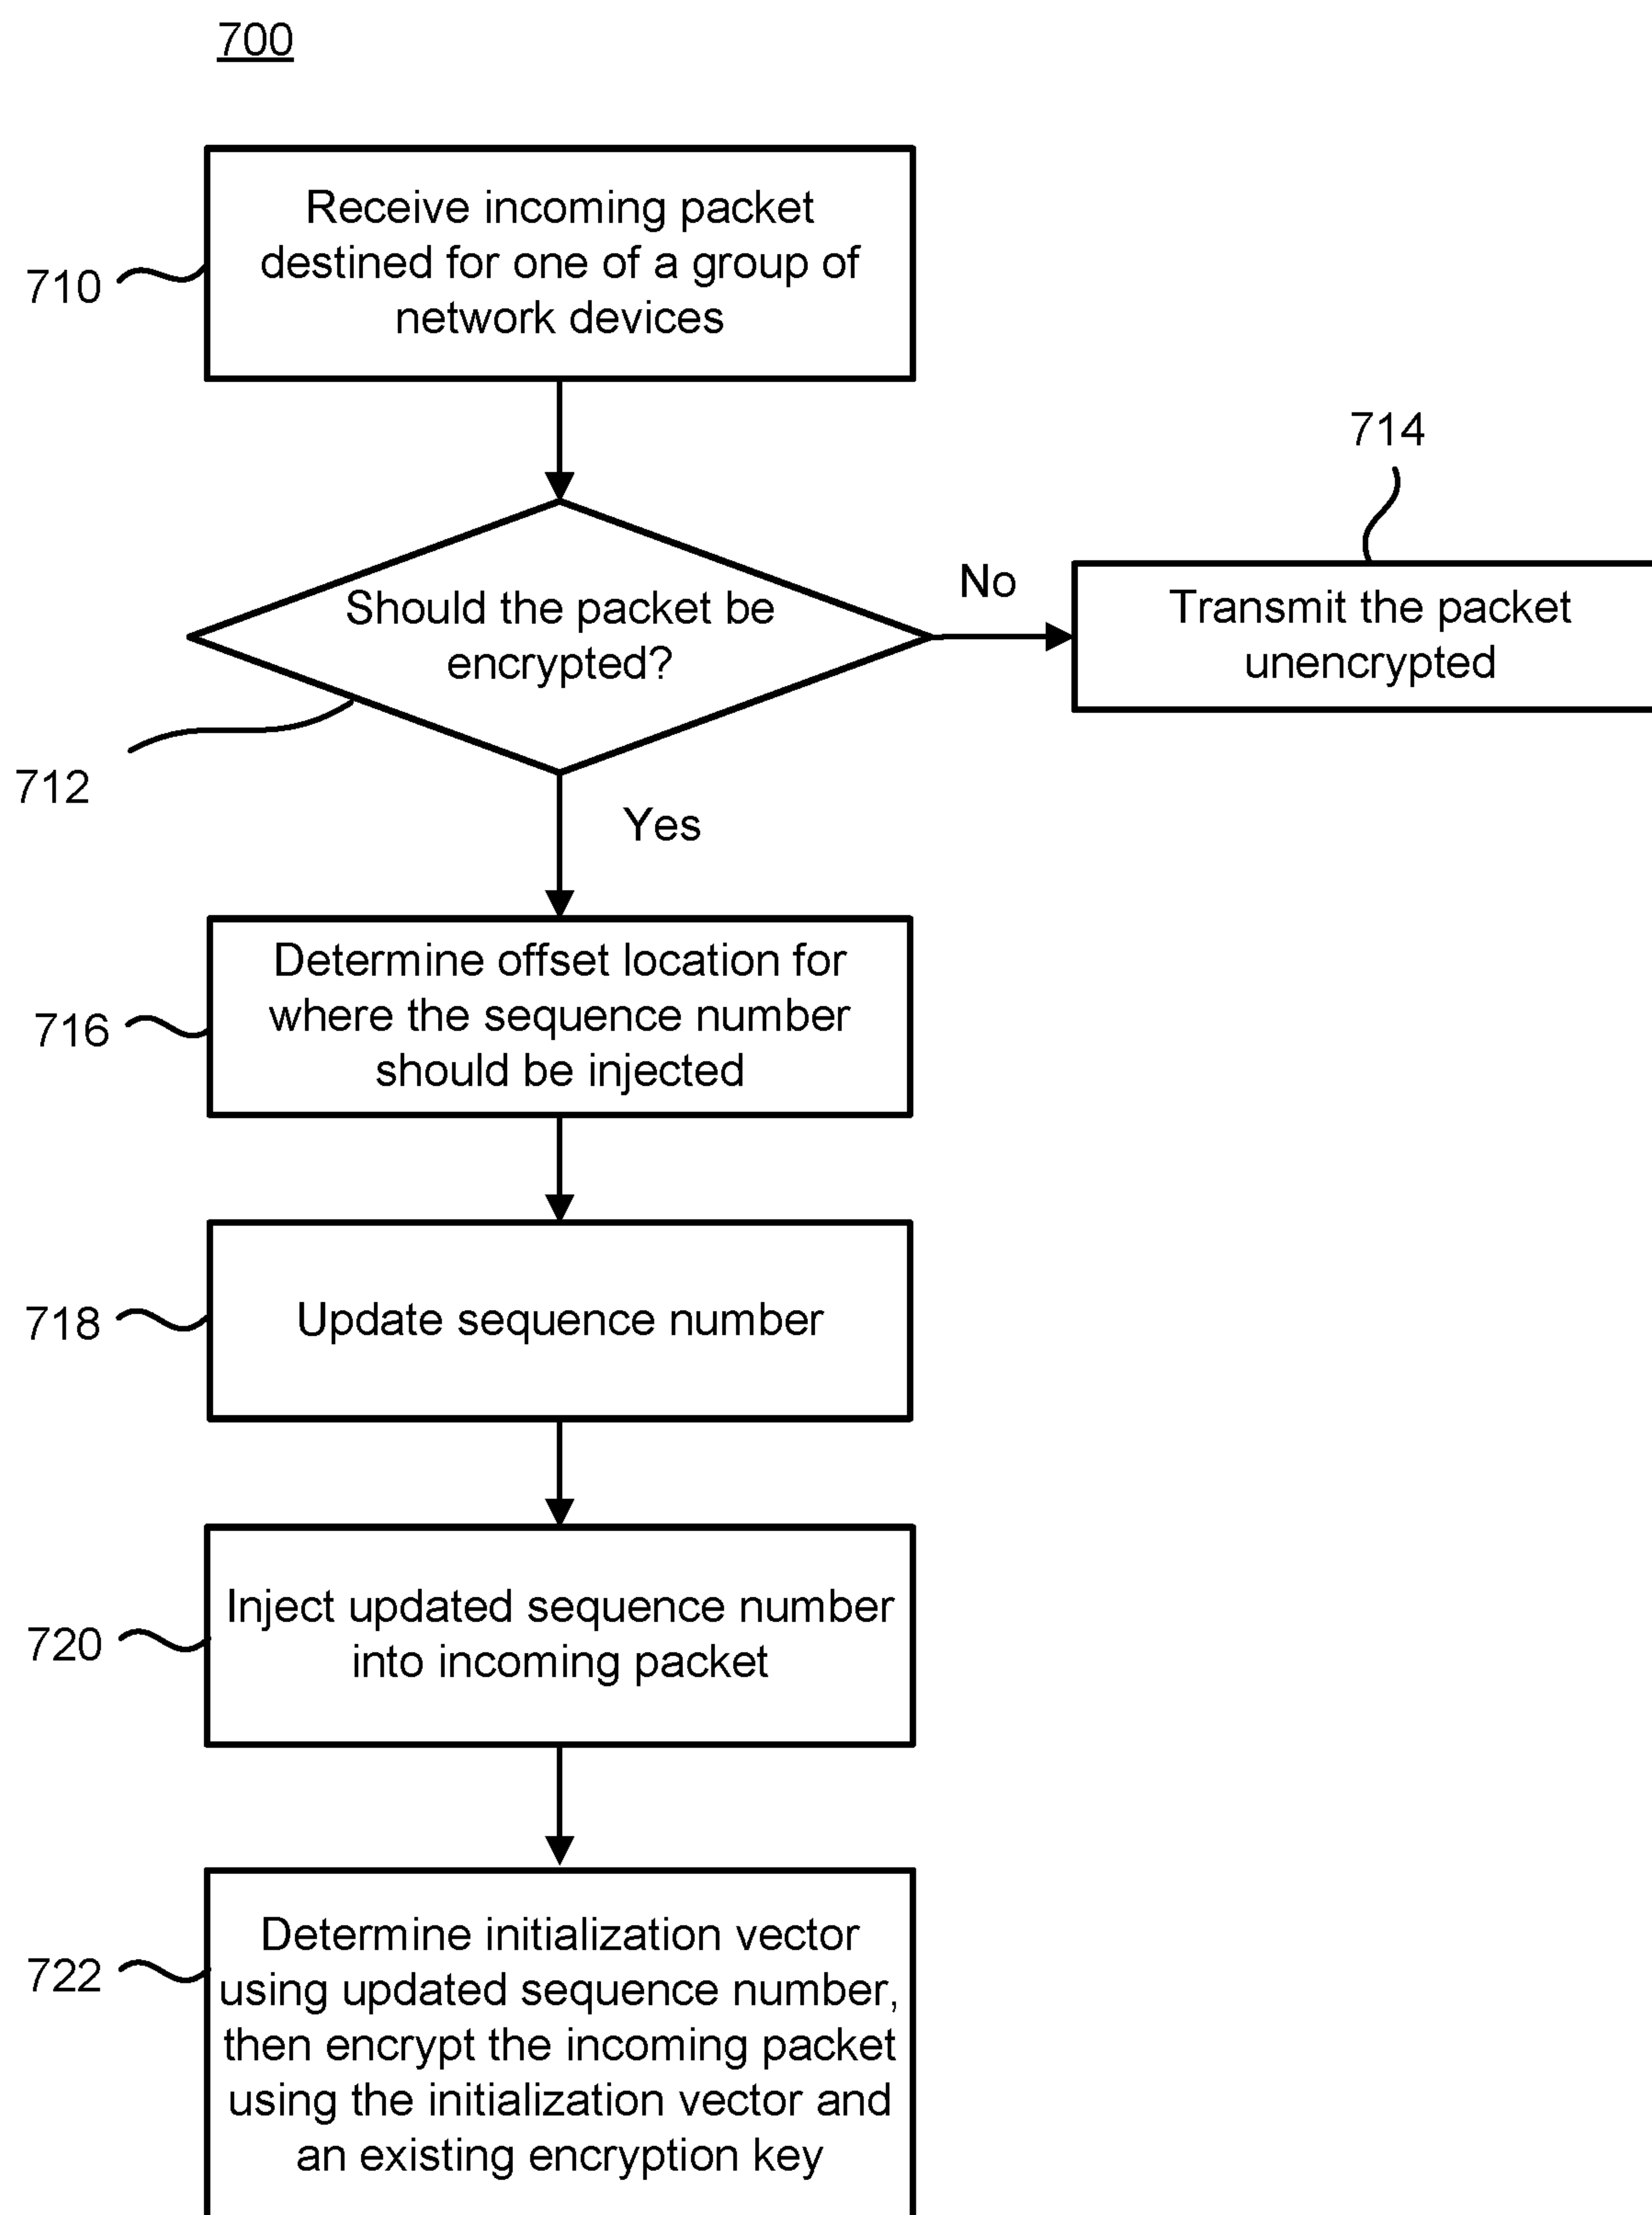 700
Receive incoming packet
destined for one of a group of
network devices
710
714
No
Should the packet be
encrypted?
Transmit the packet
unencrypted
712
Yes
Determine offset location for
where the sequence number
should be injected
716
Update sequence number
718
Inject updated sequence number
into incoming packet
720
Determine initialization vector
using updated sequence number,
then encrypt the incoming packet
using the initialization vector and
an existing encryption key
722